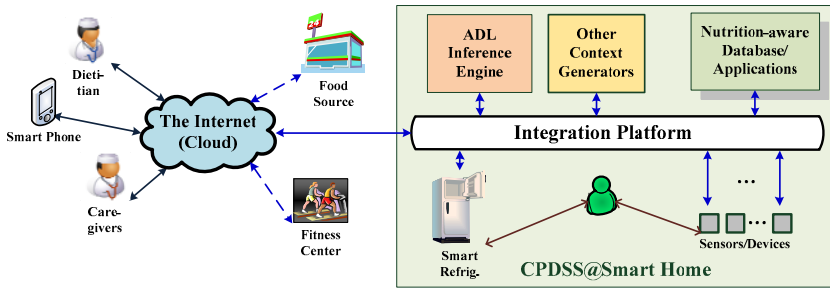 Dieti-
tian
Smart Phone
Care-
givers
The Internet
(Cloud)
Food
Source
Fitness
Center
ADL
Inference
Engine
Other
Context
Generators
Nutrition-aware
Database/
Applications
Integration Platform
Smart
Refrig-
...
...
Sensors/Devices
CPDSS@Smart Home